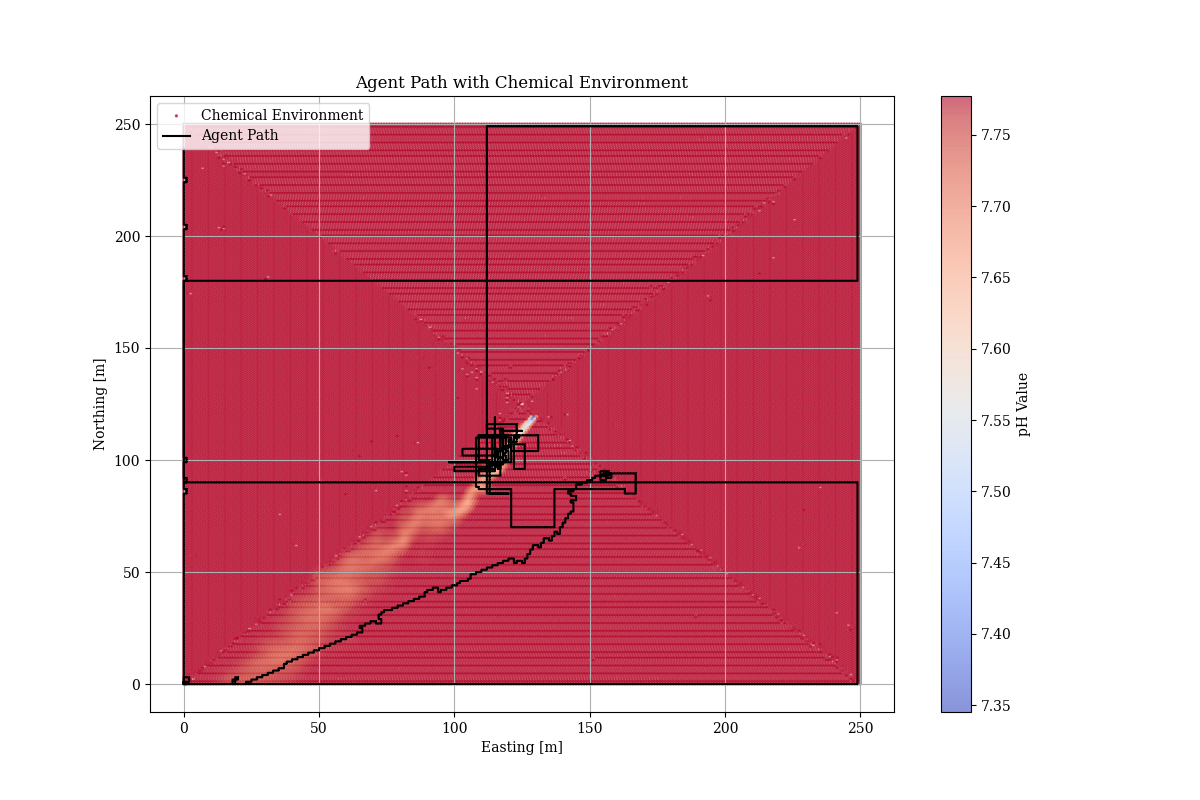 Agent Path with Chemical Environment
Chemical Environment
Agent Path
250
200
150
100
50
0
Northing [m]
0 50 100 150 200 250
Easting [m]
7.75
7.70
7.65
7.60
7.55
7.50
7.45
7.40
7.35
pH Value